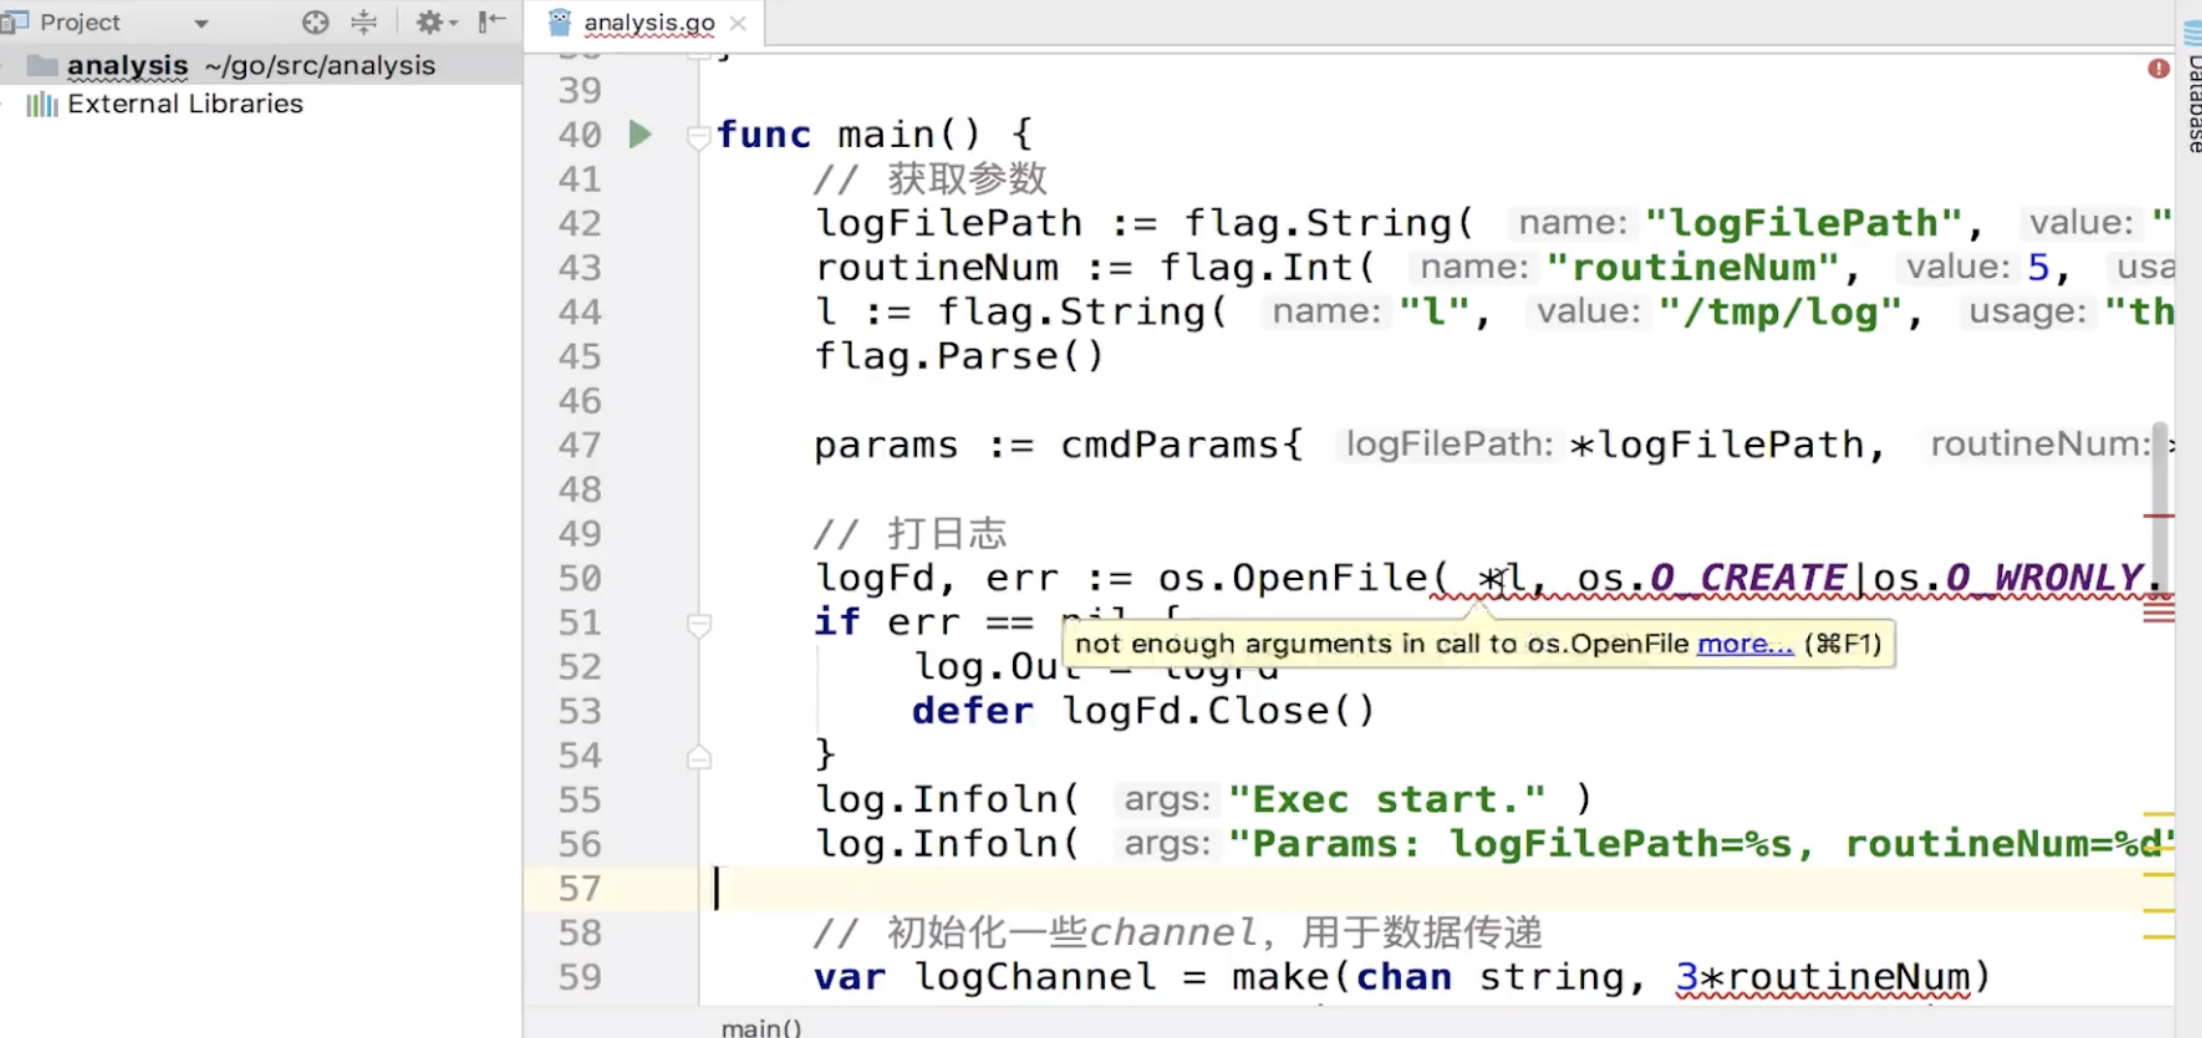 Project
analysis.go
analysis ~/go/src/analysis
External Libraries
Database
39
40 func main() {
41 // 获取参数
42 logFilePath := flag.String( name: "logFilePath", value: "
43 routineNum := flag.Int( name: "routineNum", value: 5, usa
44 l := flag.String( name: "l", value: "/tmp/log", usage: "th
45 flag.Parse()
46
47 params := cmdParams{ logFilePath: *logFilePath, routineNum:
48
49 // 打日志
50 logFd, err := os.OpenFile( *l, os.O_CREATE|os.O_WRONLY.
51 if err == nil {
not enough arguments in call to os.OpenFile more... (⌘F1)
52 log.Out = logFd
53 defer logFd.Close()
54 }
55 log.Infoln( args: "Exec start." )
56 log.Infoln( args: "Params: logFilePath=%s, routineNum=%d"
57
58 // 初始化一些channel，用于数据传递
59 var logChannel = make(chan string, 3*routineNum)
main()